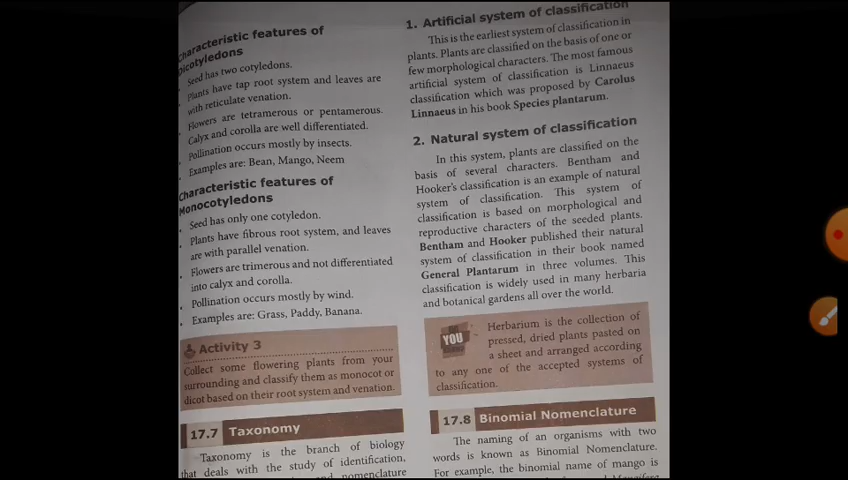 Characteristic features of
Dicotyledons
• Seed has two cotyledons.
• Plants have tap root system and leaves are
with reticulate venation.
• Flowers are tetramerous or pentamerous.
Calyx and corolla are well differentiated.
• Pollination occurs mostly by insects.
• Examples are: Bean, Mango, Neem
Characteristic features of
Monocotyledons
• Seed has only one cotyledon.
• Plants have fibrous root system, and leaves
are with parallel venation.
• Flowers are trimerous and not differentiated
into calyx and corolla.
• Pollination occurs mostly by wind.
• Examples are: Grass, Paddy, Banana.
Activity 3
Collect some flowering plants from your
surrounding and classify them as monocot or
dicot based on their root system and venation.
17.7 Taxonomy
Taxonomy is the branch of biology
that deals with the study of identification,
nomenclature
1. Artificial system of classification
This is the earliest system of classification in
plants. Plants are classified on the basis of one or
few morphological characters. The most famous
artificial system of classification is Linnaeus
classification which was proposed by Carolus
Linnaeus in his book Species plantarum.
2. Natural system of classification
In this system, plants are classified on the
basis of several characters. Bentham and
Hooker's classification is an example of natural
system of classification. This system of
classification is based on morphological and
reproductive characters of the seeded plants.
Bentham and Hooker published their natural
system of classification in their book named
General Plantarum in three volumes. This
classification is widely used in many herbaria
and botanical gardens all over the world.
YOU
Herbarium is the collection of
pressed, dried plants pasted on
a sheet and arranged according
to any one of the accepted systems of
classification.
17.8 Binomial Nomenclature
The naming of an organisms with two
words is known as Binomial Nomenclature.
For example, the binomial name of mango is